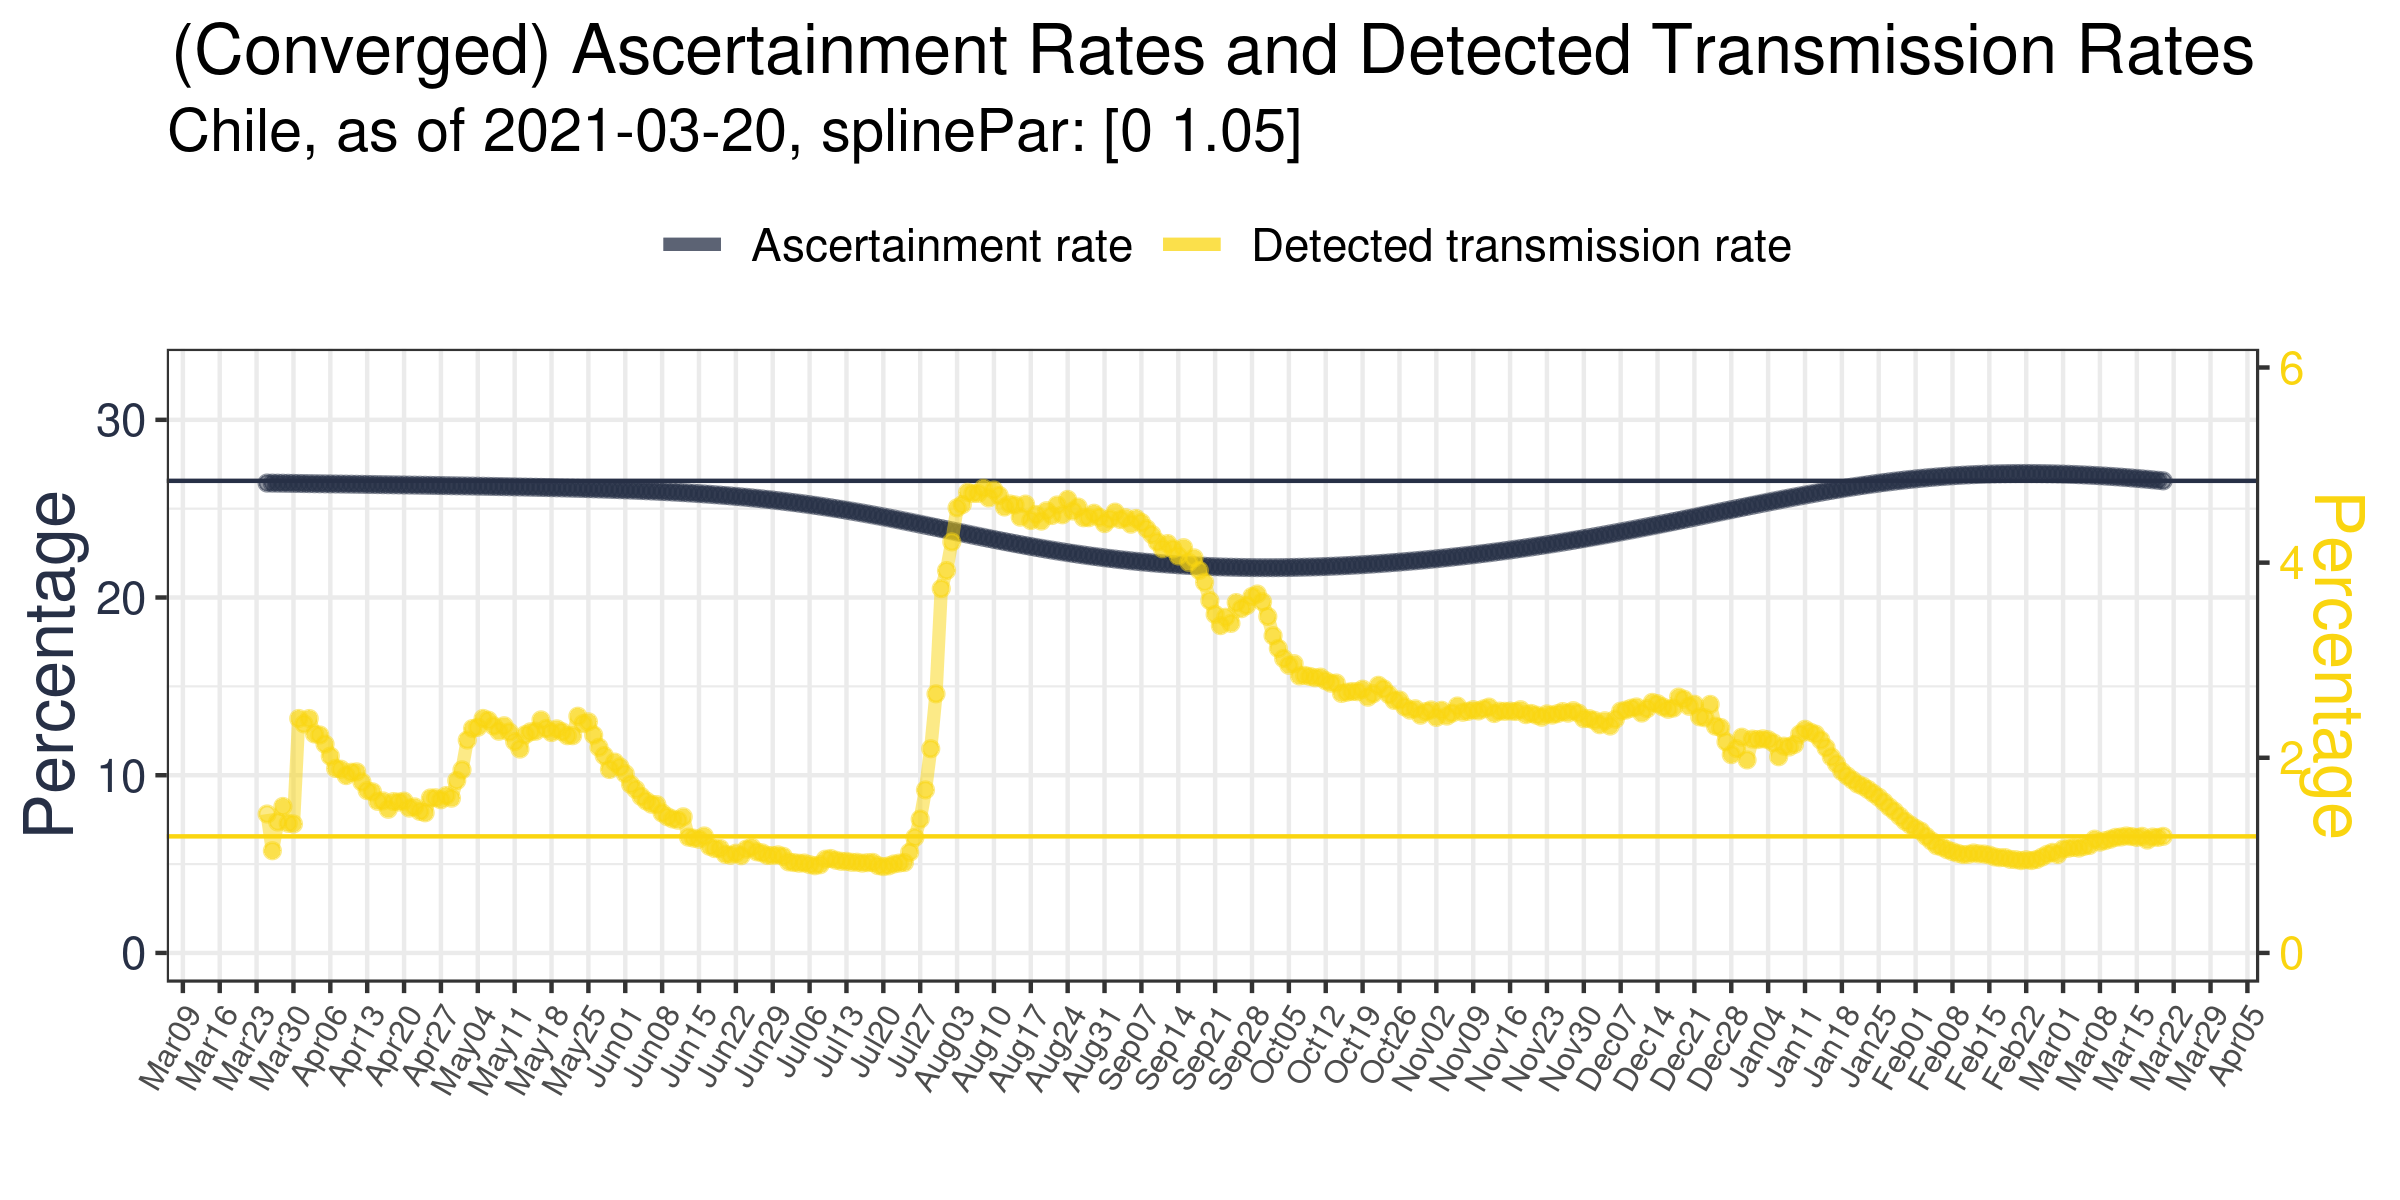 (Converged) Ascertainment Rates and Detected Transmission Rates
Chile, as of 2021-03-20, splinePar: [0 1.05]
Ascertainment rate
Detected transmission rate
Percentage
30
20
10
0
6
4
2
0
Percentage
Mar09
Mar16
Mar23
Mar30
Apr06
Apr13
Apr20
Apr27
May04
May11
May18
May25
Jun01
Jun08
Jun15
Jun22
Jun29
Jul06
Jul13
Jul20
Jul27
Aug03
Aug10
Aug17
Aug24
Aug31
Sep07
Sep14
Sep21
Sep28
Oct05
Oct12
Oct19
Oct26
Nov02
Nov09
Nov16
Nov23
Nov30
Dec07
Dec14
Dec21
Dec28
Dec28
Jan04
Jan11
Jan18
Jan25
Feb01
Feb08
Feb15
Feb22
Mar01
Mar08
Mar15
Mar22
Mar29
Apr05